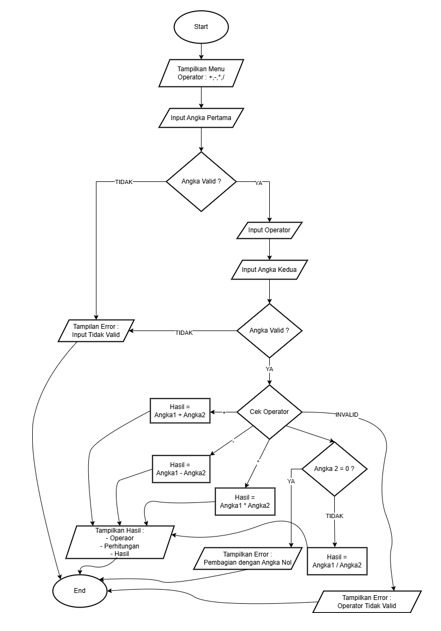 Start
Tampilkan Menu
Operator : +,-,*,/
Input Angka Pertama
Angka Valid ?
TIDAK
YA
Input Operator
Input Angka Kedua
Tampilan Error :
Input Tidak Valid
TIDAK
Angka Valid ?
YA
Hasil =
Angka1 + Angka2
+
Cek Operator
INVALID
Hasil =
Angka1 - Angka2
-
Angka 2 = 0 ?
YA
Hasil =
Angka1 * Angka2
TIDAK
Tampilkan Hasil :
- Operaor
- Perhitungan
- Hasil
Tampilkan Error :
Pembagian dengan Angka Nol
Hasil =
Angka1 / Angka2
End
Tampilkan Error :
Operator Tidak Valid